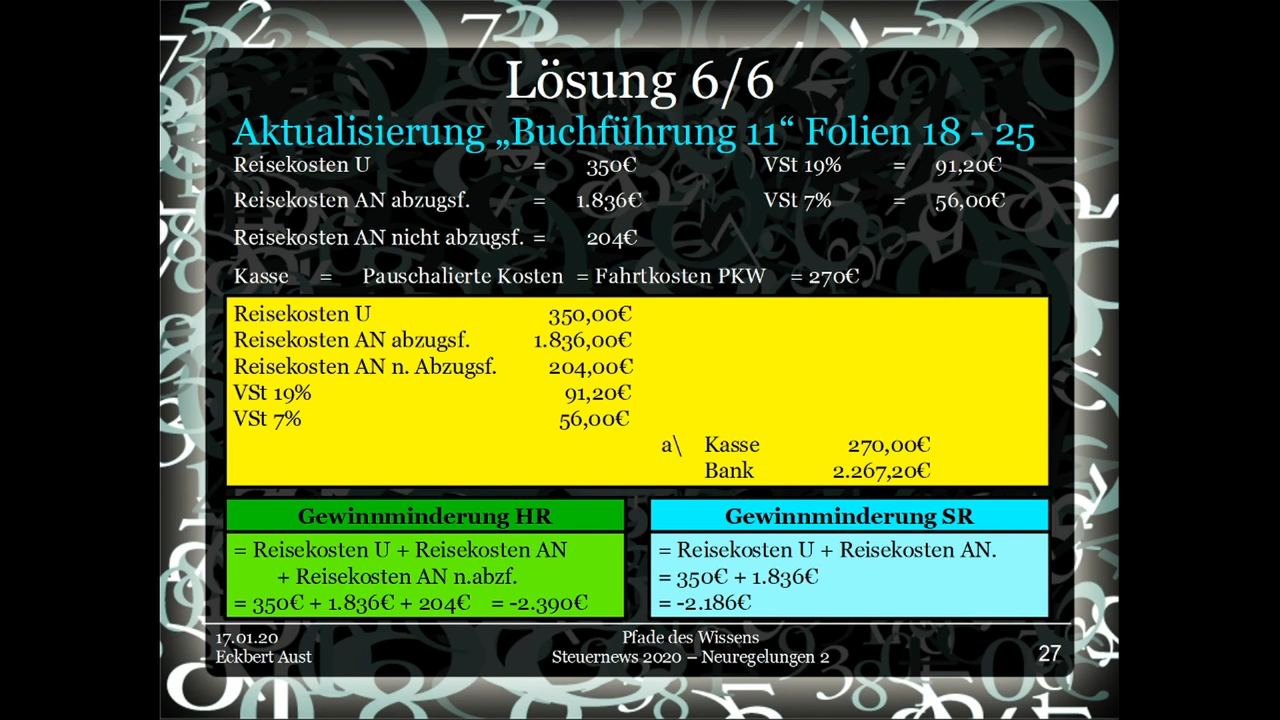 Lösung 6/6
Aktualisierung „Buchführung 11“ Folien 18 - 25
Reisekosten U = 350€ VSt 19% = 91,20€
Reisekosten AN abzugsf. = 1.836€ VSt 7% = 56,00€
Reisekosten AN nicht abzugsf. = 204€
Kasse = Pauschalierte Kosten = Fahrtkosten PKW = 270€
Reisekosten U 350,00€
Reisekosten AN abzugsf. 1.836,00€
Reisekosten AN n. Abzugsf. 204,00€
VSt 19% 91,20€
VSt 7% 56,00€
a\ Kasse 270,00€
Bank 2.267,20€
Gewinnminderung HR
= Reisekosten U + Reisekosten AN
+ Reisekosten AN n.abzf.
= 350€ + 1.836€ + 204€ = -2.390€
Gewinnminderung SR
= Reisekosten U + Reisekosten AN.
= 350€ + 1.836€
= -2.186€
17.01.20
Eckbert Aust
Pfade des Wissens
Steuernews 2020 – Neuregelungen 2
27